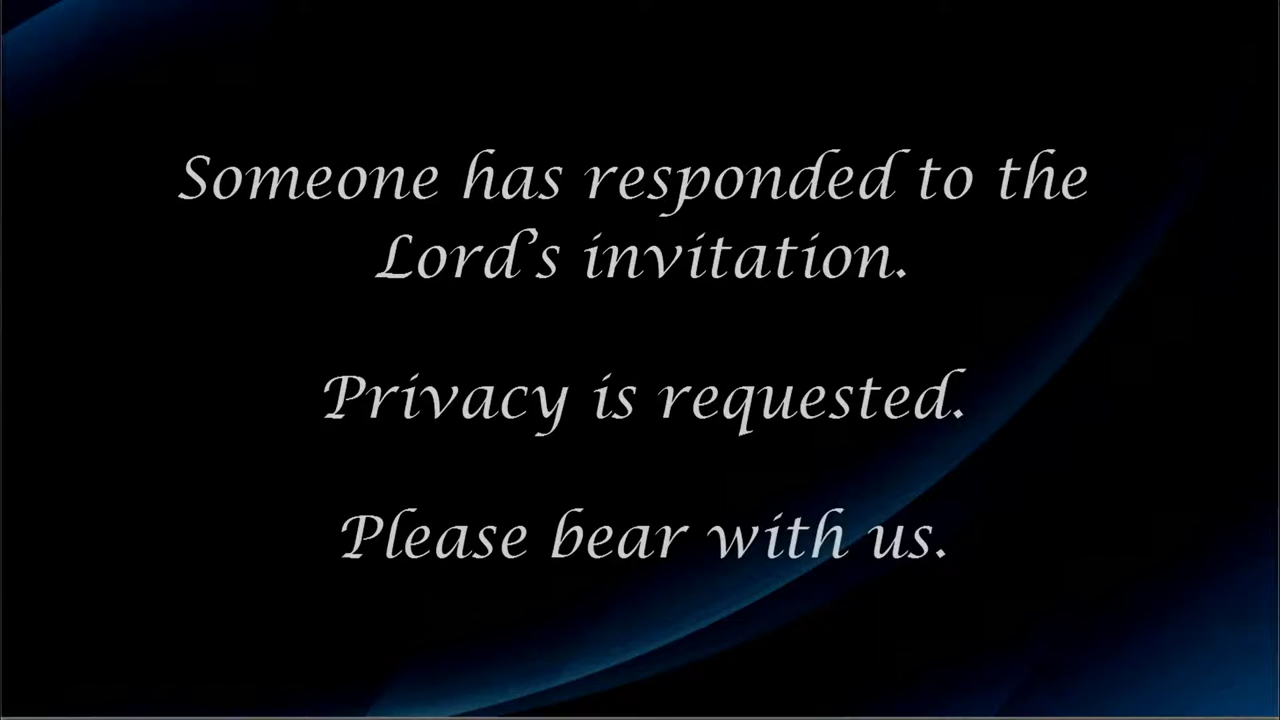 Someone has responded to the
Lord’s invitation.
Privacy is requested.
Please bear with us.